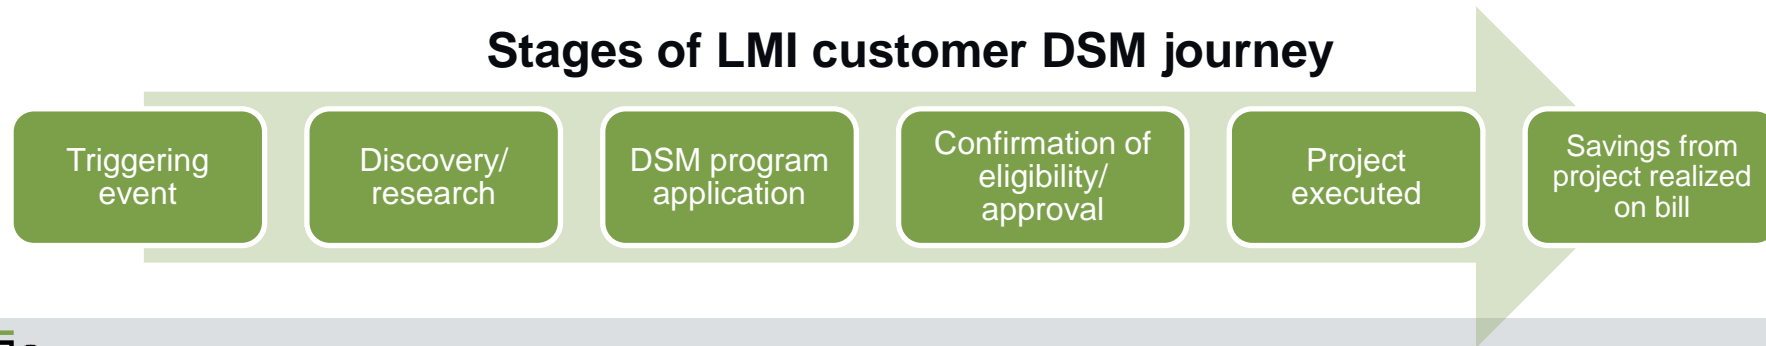 Stages of LMI customer DSM journey
Triggering
event
Discovery/
research
DSM program
application
Confirmation of
eligibility/
approval
Project
executed
Savings from
project realized
on bill